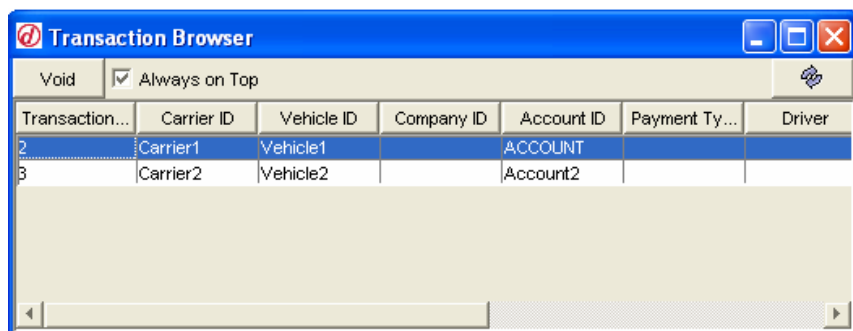 Transaction Browser
Void Always on Top
Transaction... Carrier ID Vehicle ID Company ID Account ID Payment Ty... Driver
2 Carrier1 Vehicle1 ACCOUNT
3 Carrier2 Vehicle2 Account2